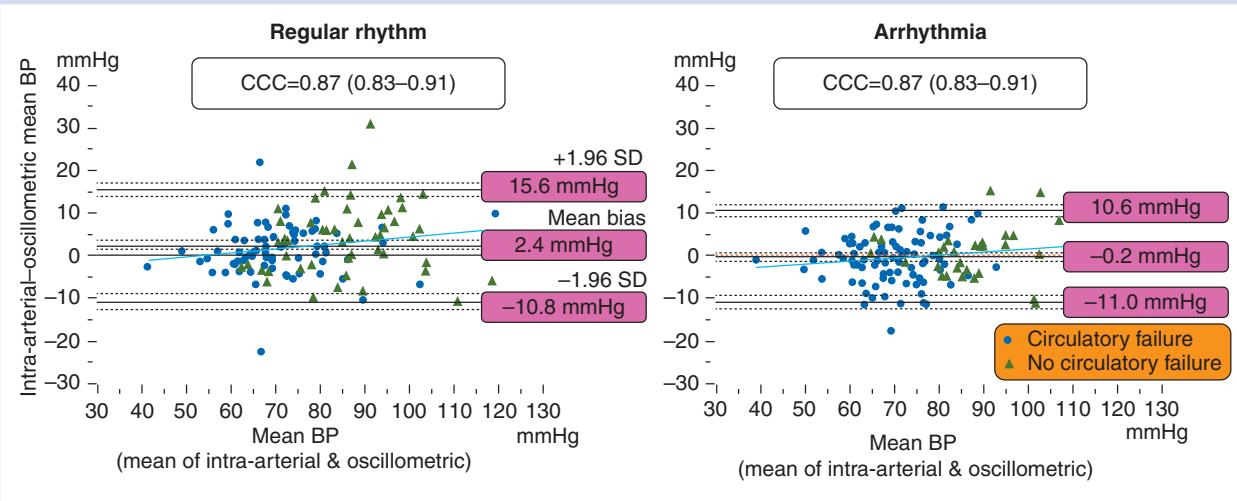 Regular rhythm
mmHg
CCC=0.87 (0.83–0.91)
Intra-arterial–oscillometric mean BP
40
30
20
10
0
–10
–20
–30
+1.96 SD
15.6 mmHg
Mean bias
2.4 mmHg
–1.96 SD
–10.8 mmHg
30 40 50 60 70 80 90 100 110 120 130
Mean BP
mmHg
(mean of intra-arterial & oscillometric)
Arrhythmia
mmHg
CCC=0.87 (0.83–0.91)
40
30
20
10
0
–10
–20
–30
10.6 mmHg
–0.2 mmHg
–11.0 mmHg
Circulatory failure
No circulatory failure
30 40 50 60 70 80 90 100 110 120 130
Mean BP
mmHg
(mean of intra-arterial & oscillometric)